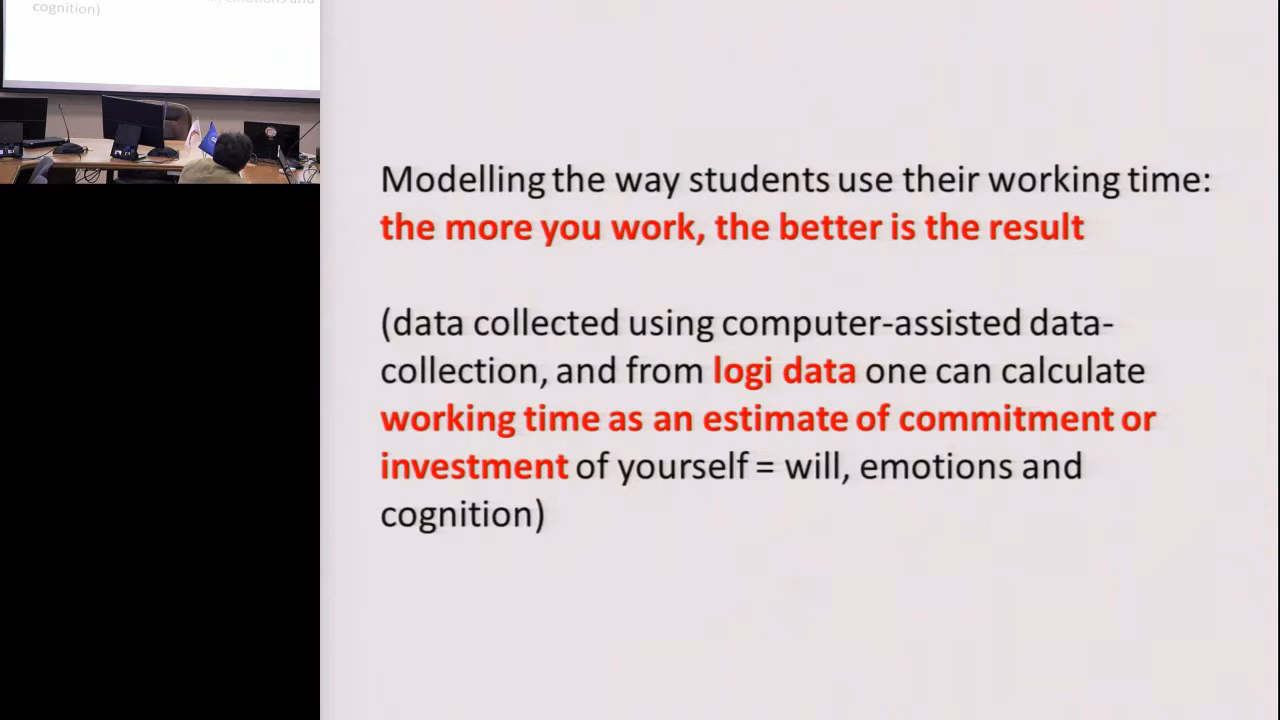 emotions and
cognition)
Modelling the way students use their working time:
the more you work, the better is the result
(data collected using computer-assisted data-
collection, and from logi data one can calculate
working time as an estimate of commitment or
investment of yourself = will, emotions and
cognition)